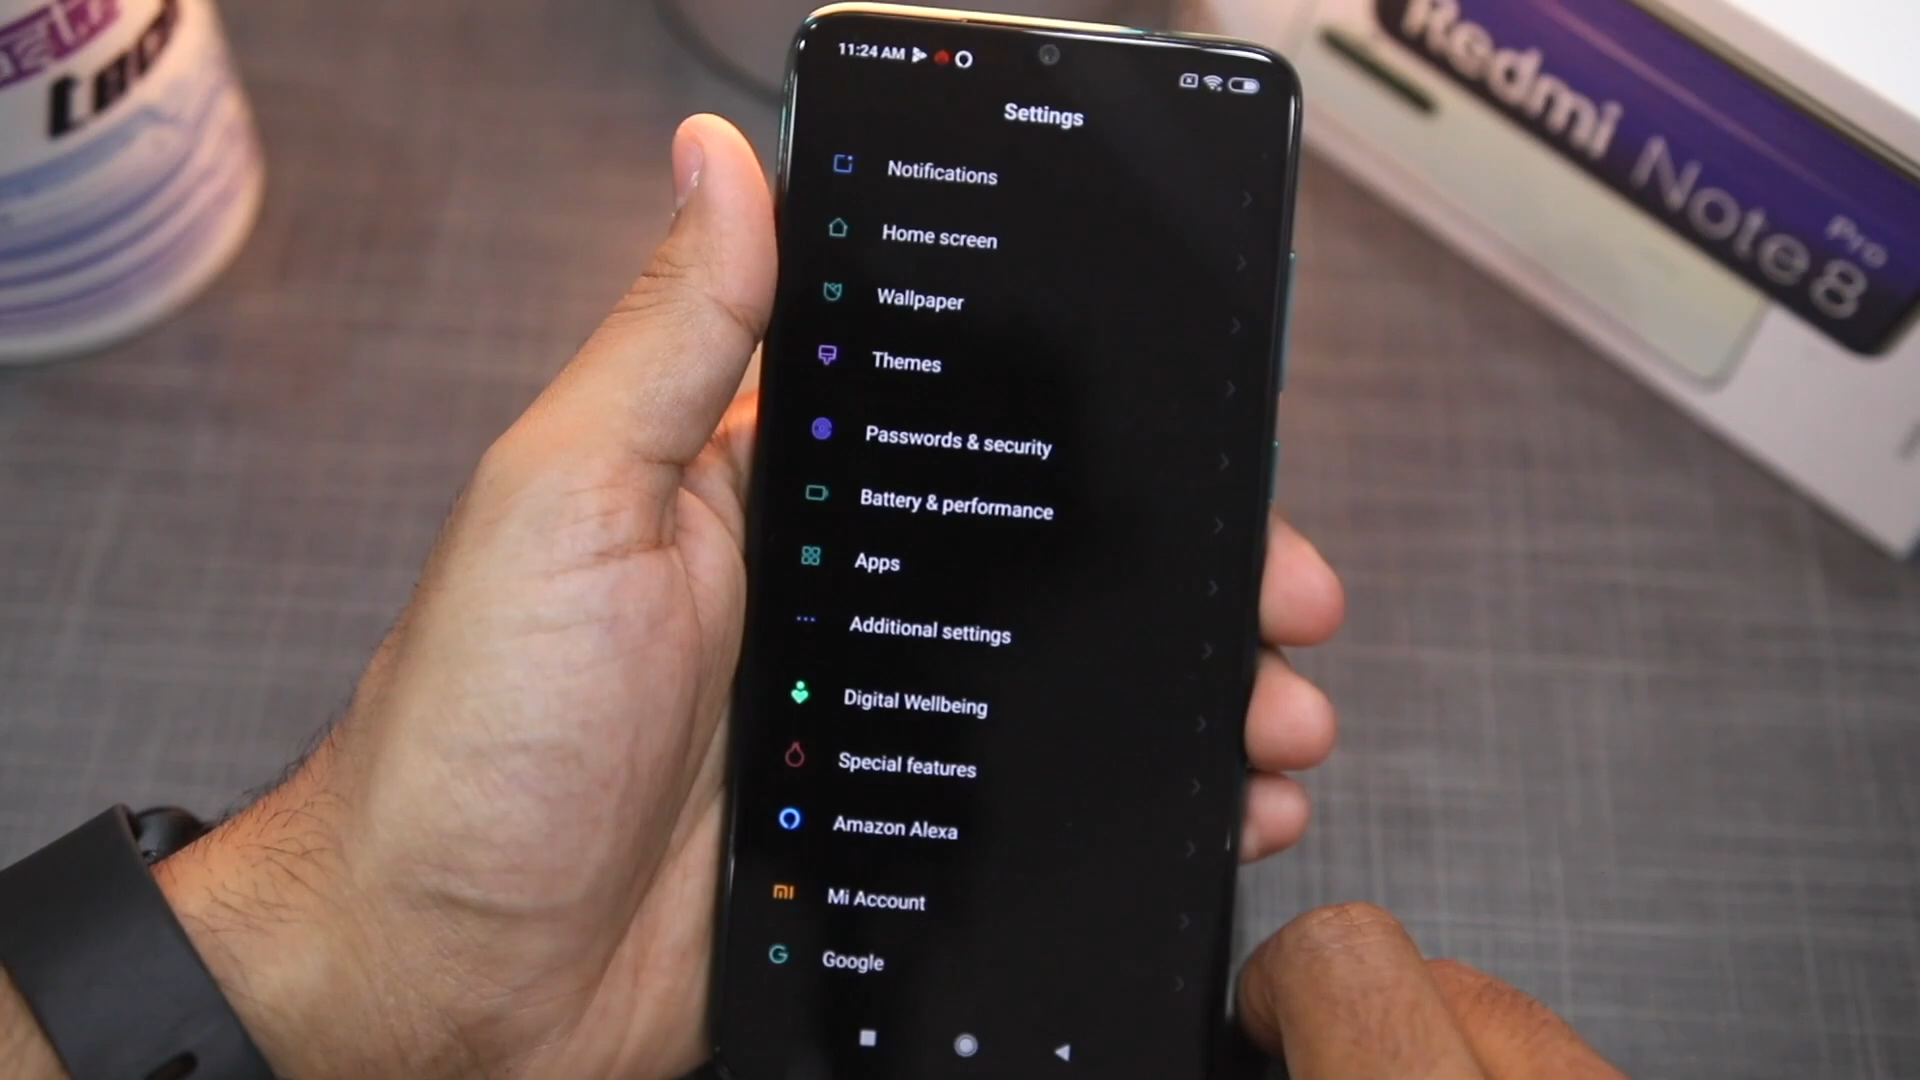 11:24 AM
Settings
Notifications
Home screen
Wallpaper
Themes
Passwords & security
Battery & performance
Apps
Additional settings
Digital Wellbeing
Special features
Amazon Alexa
Mi Account
Google
Redmi Note 8 Pro